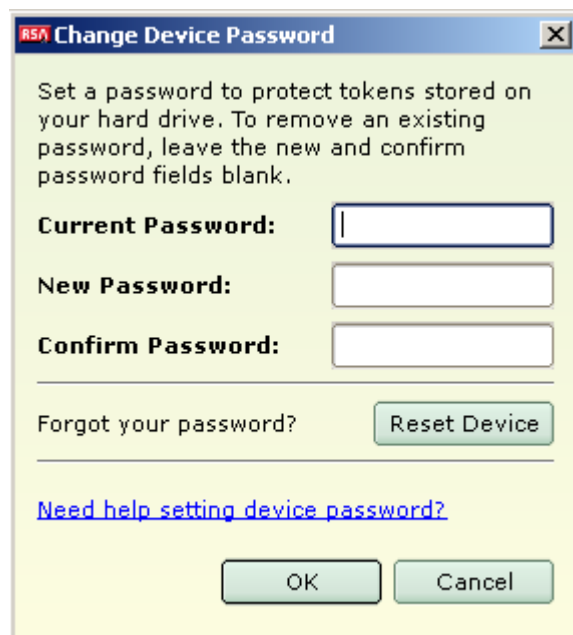 RSA Change Device Password
Set a password to protect tokens stored on
your hard drive. To remove an existing
password, leave the new and confirm
password fields blank.
Current Password:
New Password:
Confirm Password:
Forgot your password? Reset Device
Need help setting device password?
OK Cancel